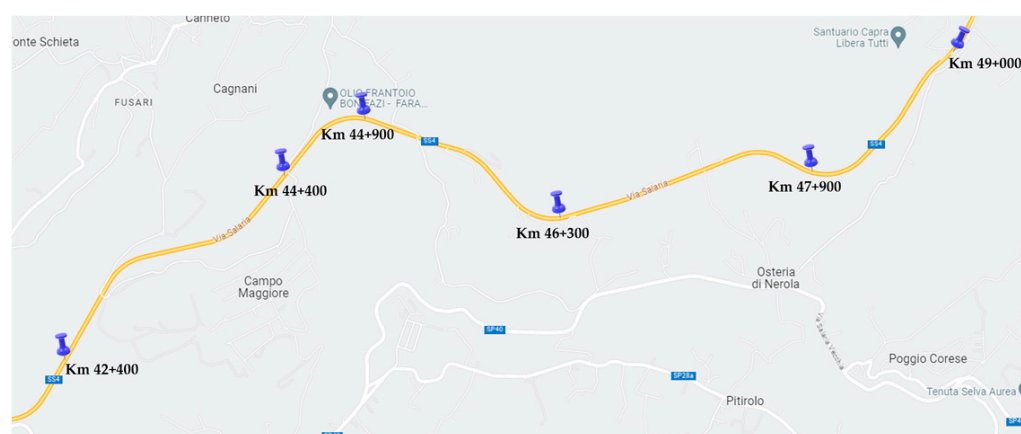 Canneto
onte Schieta
Santuario Capra
Libera Tutti
Km 49+000
Cagnani
FUSARI
OLIO FRANTOIO
BONIFAZI - FARA...
Km 44+900
SS4
SS4
Km 44+400
Km 47+900
Via Salaria
Via Salaria
Km 46+300
Osteria
di Nerola
Campo
Maggiore
SP40
Via Salaria Vecchia
Km 42+400
SS4
Poggio Corese
SP28a
Tenuta Selva Aurea
Pitirolo